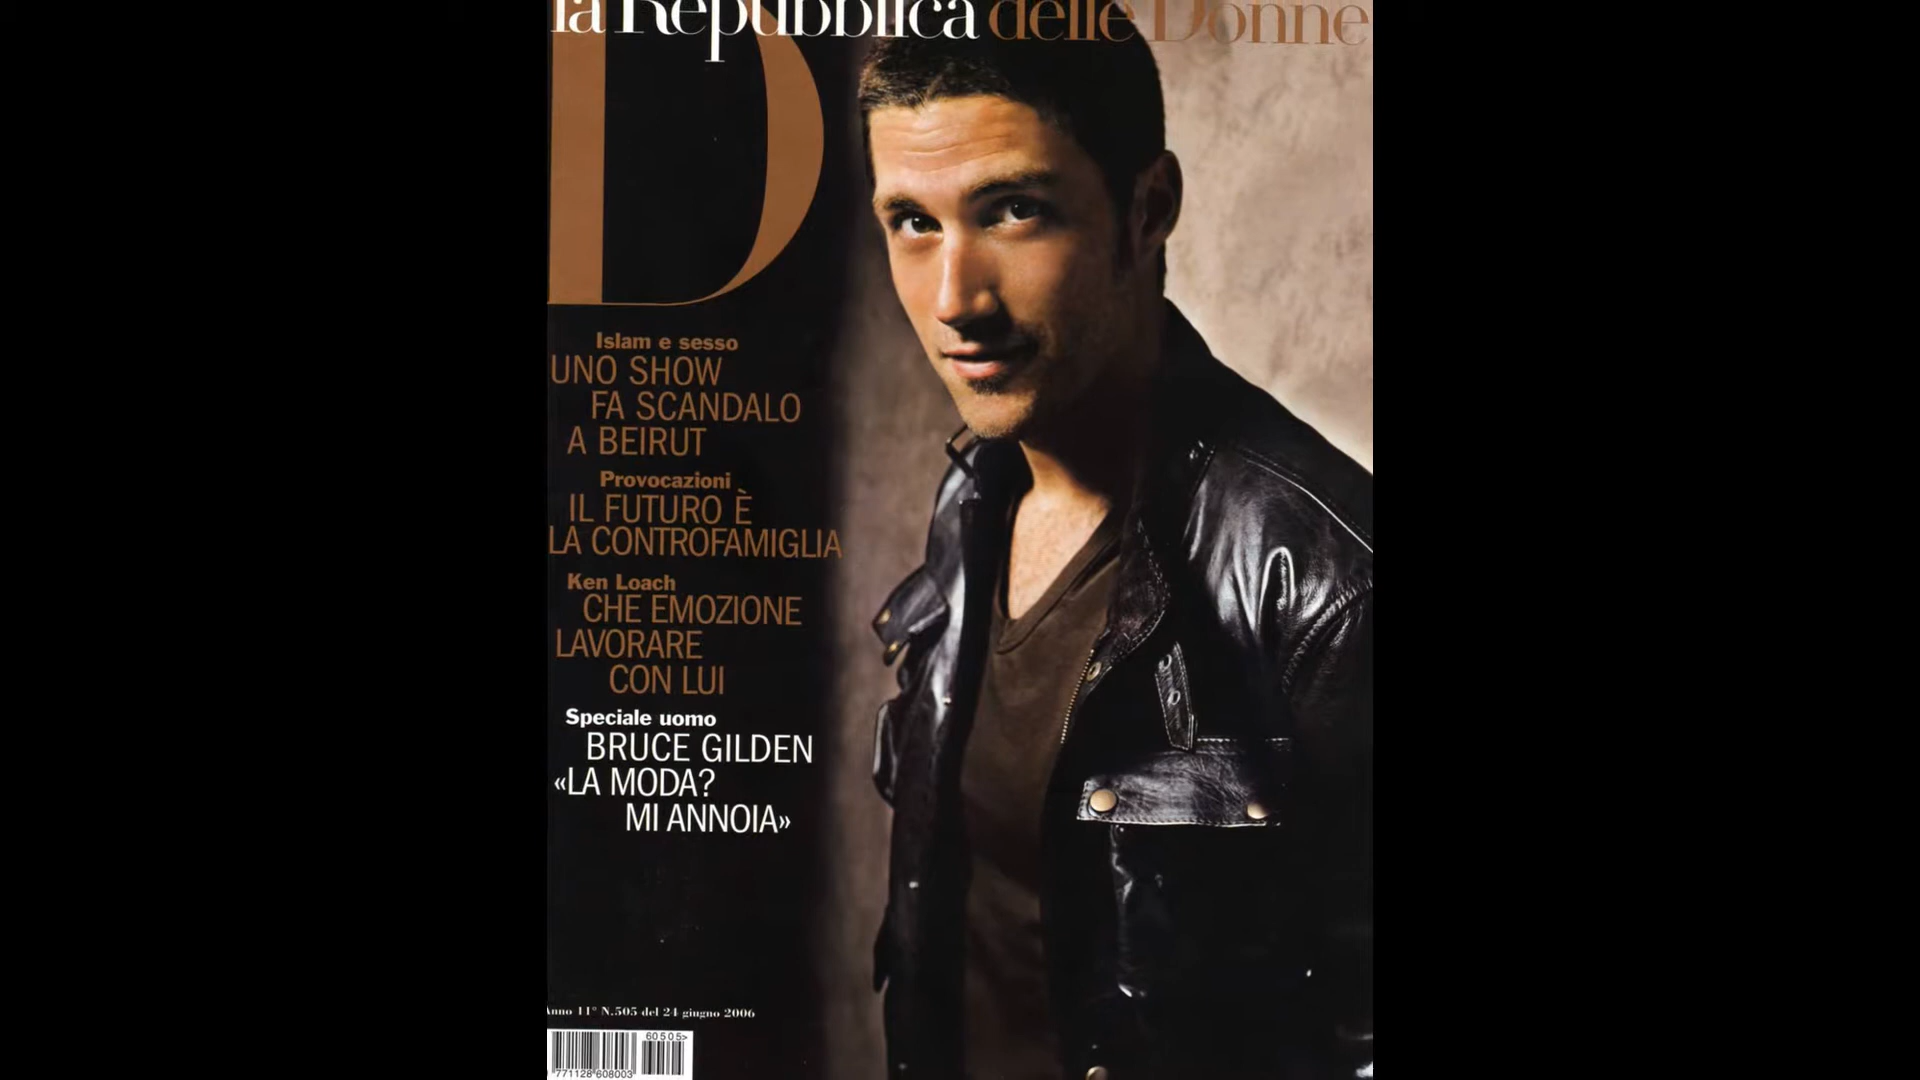 la Repubblica delle Donne
D
Islam e sesso
UNO SHOW
FA SCANDALO
A BEIRUT
Provocazioni
IL FUTURO È
LA CONTROFAMIGLIA
Ken Loach
CHE EMOZIONE
LAVORARE
CON LUI
Speciale uomo
BRUCE GILDEN
«LA MODA?
MI ANNOIA»
Anno 11° N.505 del 24 giugno 2006
60505>
771128 608003